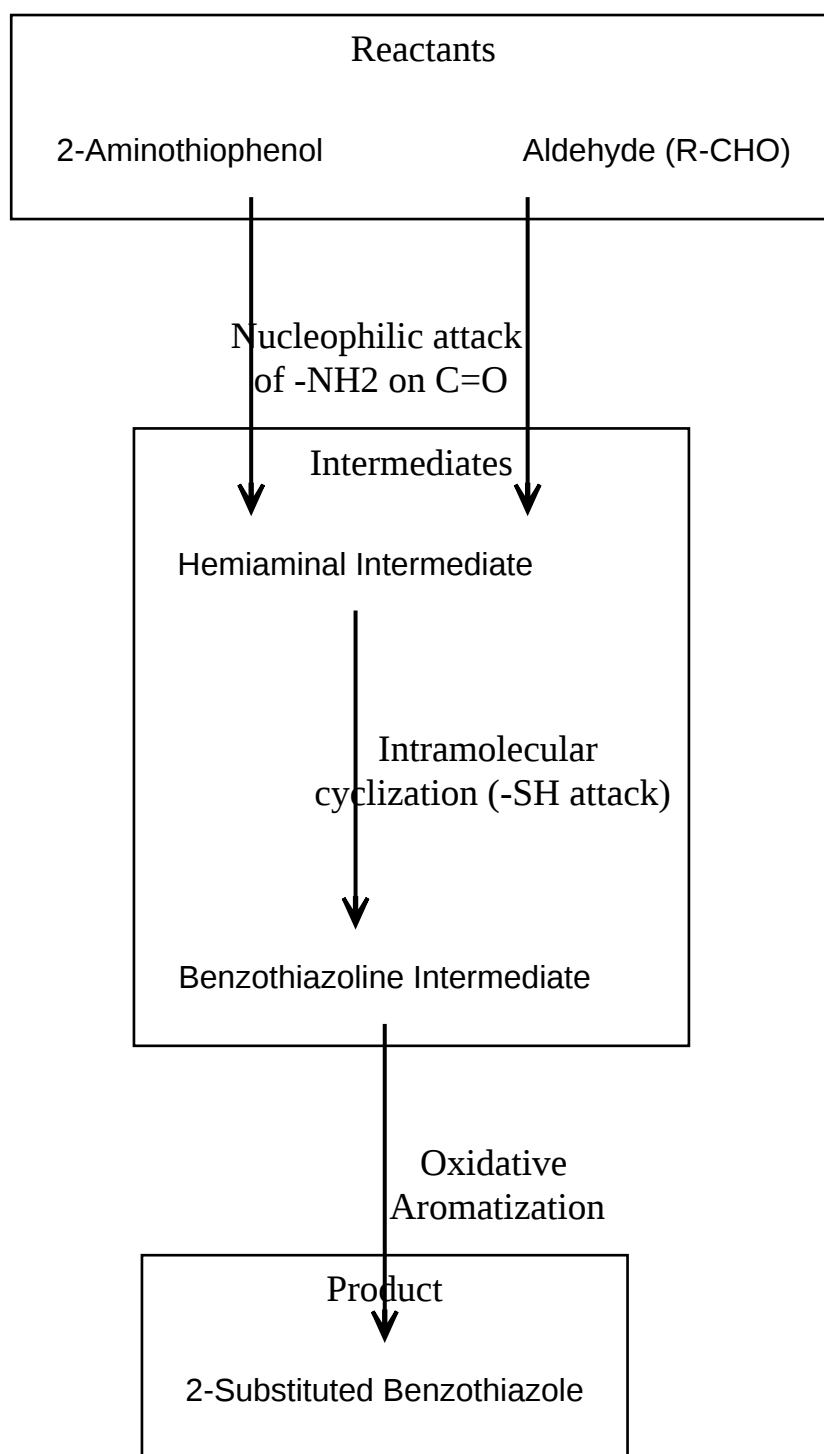 Reactants
2-Aminothiophenol
Aldehyde (R-CHO)
Nucleophilic attack
of -NH2 on C=O
Intermediates
Hemiaminal Intermediate
Intramolecular
cyclization (-SH attack)
Benzothiazoline Intermediate
Oxidative
Aromatization
Product
2-Substituted Benzothiazole